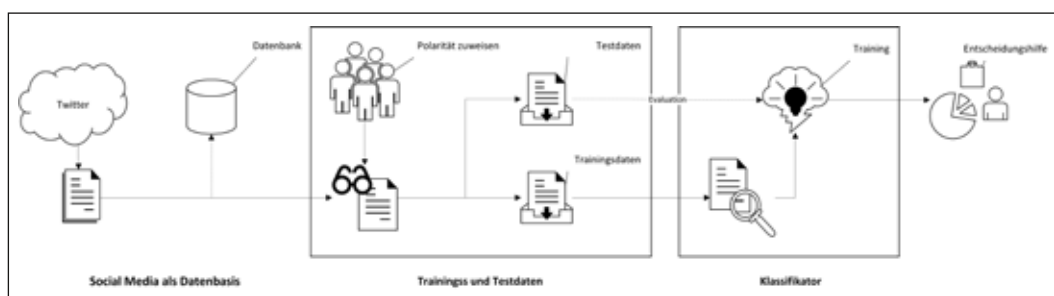 Datenbank
Polarität zuweisen
Testdaten
Training
Entscheidungshilfe
Twitter
Evaluation
Trainingsdaten
Social Media als Datenbasis
Trainingss und Testdaten
Klassifikator